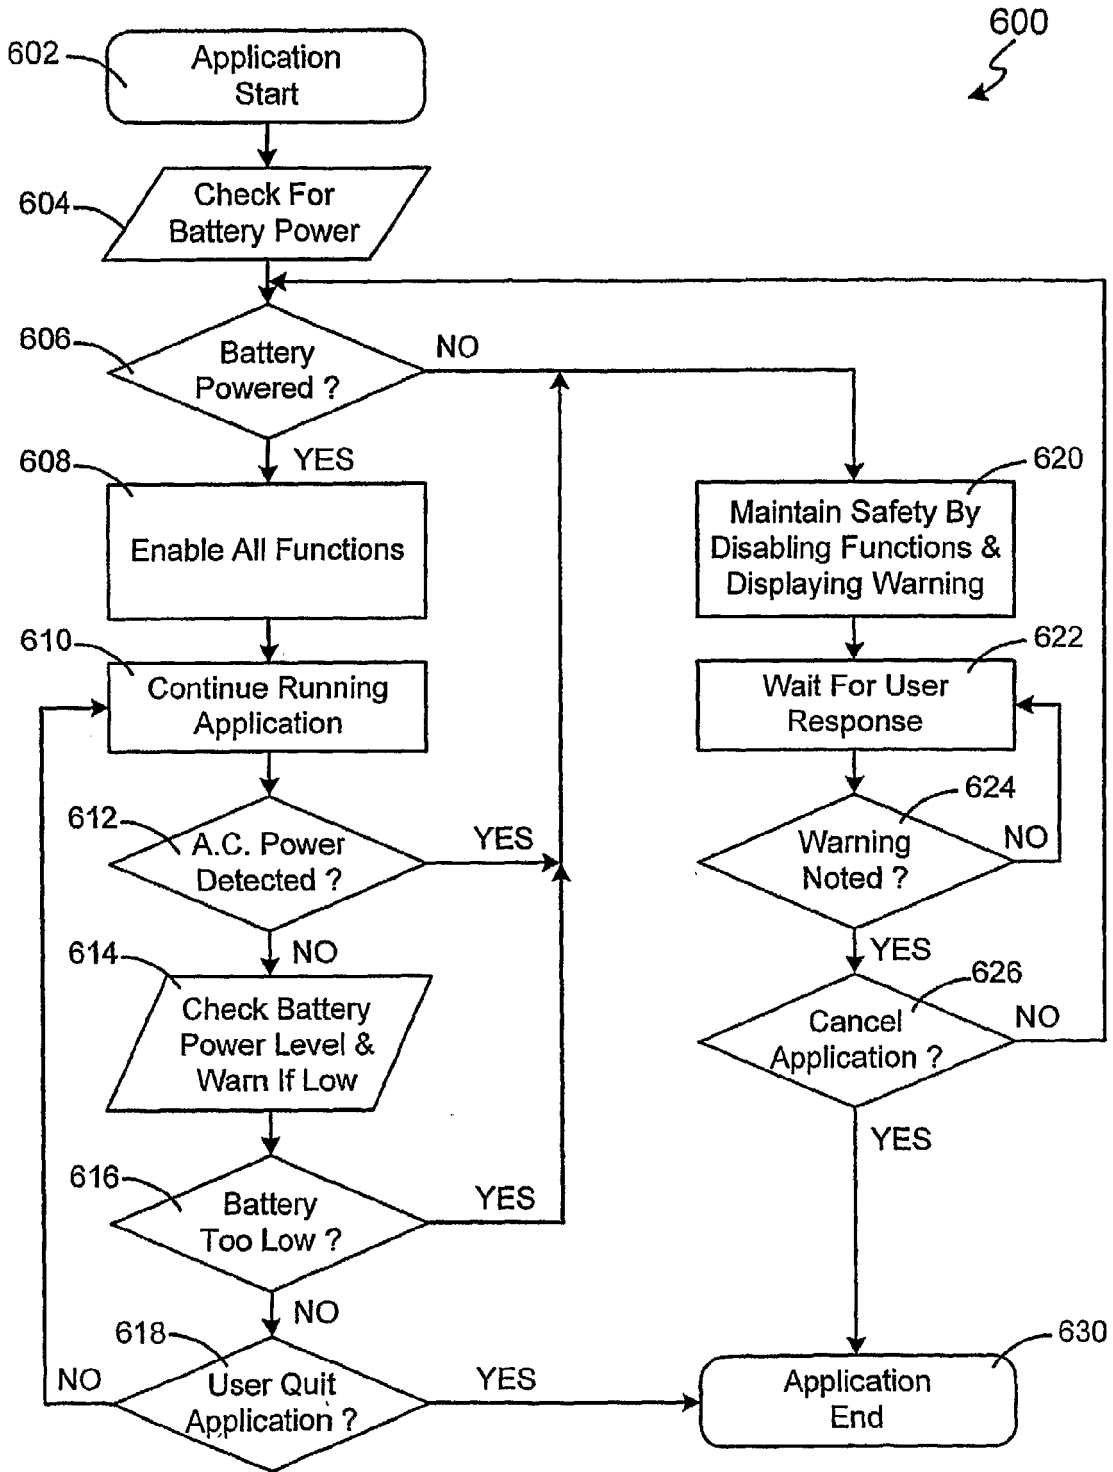 600
602
Application
Start
604
Check For
Battery Power
606
Battery
Powered ?
NO
YES
608
Enable All Functions
610
Continue Running
Application
612
A.C. Power
Detected ?
YES
NO
614
Check Battery
Power Level &
Warn If Low
616
Battery
Too Low ?
YES
NO
618
User Quit
Application ?
NO
YES
620
Maintain Safety By
Disabling Functions &
Displaying Warning
622
Wait For User
Response
624
Warning
Noted ?
NO
YES
626
Cancel
Application ?
NO
YES
630
Application
End